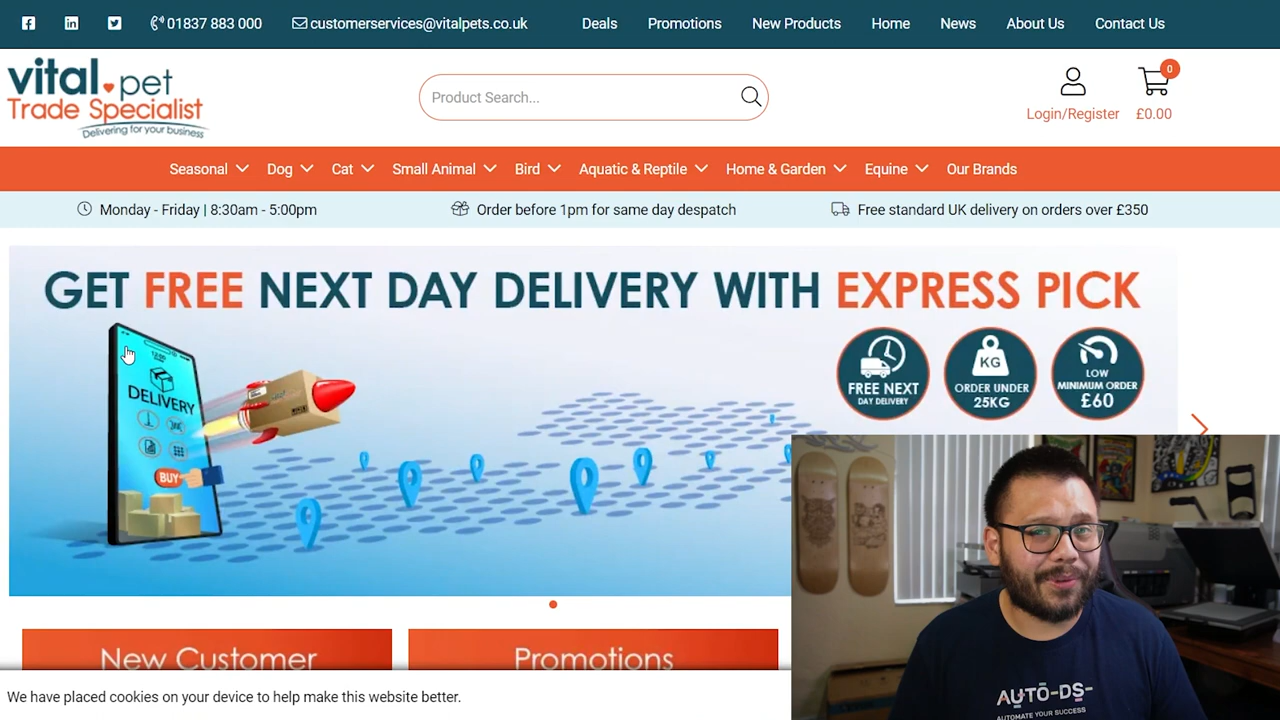 01837 883 000 customerservices@vitalpets.co.uk Deals Promotions New Products Home News About Us Contact Us
vital pet
Trade Specialist
Delivering for your business
Product Search...
0
Login/Register £0.00
Seasonal Dog Cat Small Animal Bird Aquatic & Reptile Home & Garden Equine Our Brands
Monday - Friday | 8:30am - 5:00pm Order before 1pm for same day despatch Free standard UK delivery on orders over £350
GET FREE NEXT DAY DELIVERY WITH EXPRESS PICK
DELIVERY
BUY
FREE NEXT
DAY DELIVERY
KG
ORDER UNDER
25KG
LOW
MINIMUM ORDER
£60
New Customer Promotions
We have placed cookies on your device to help make this website better.
AUTO-DS-
AUTOMATE YOUR SUCCESS